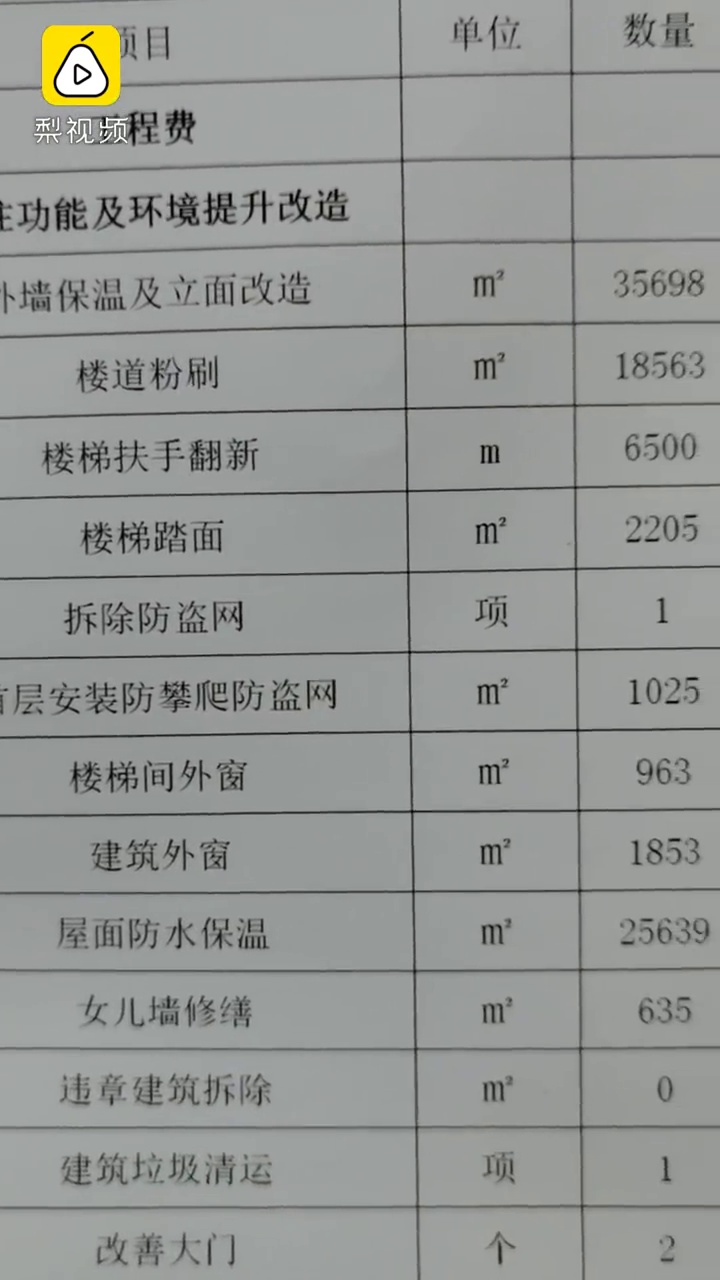 项目 单位 数量
梨视频
程费
功能及环境提升改造
外墙保温及立面改造 m² 35698
楼道粉刷 m² 18563
楼梯扶手翻新 m 6500
楼梯踏面 m² 2205
拆除防盗网 项 1
首层安装防攀爬防盗网 m² 1025
楼梯间外窗 m² 963
建筑外窗 m² 1853
屋面防水保温 m² 25639
女儿墙修缮 m² 635
违章建筑拆除 m² 0
建筑垃圾清运 项 1
改善大门 个 2